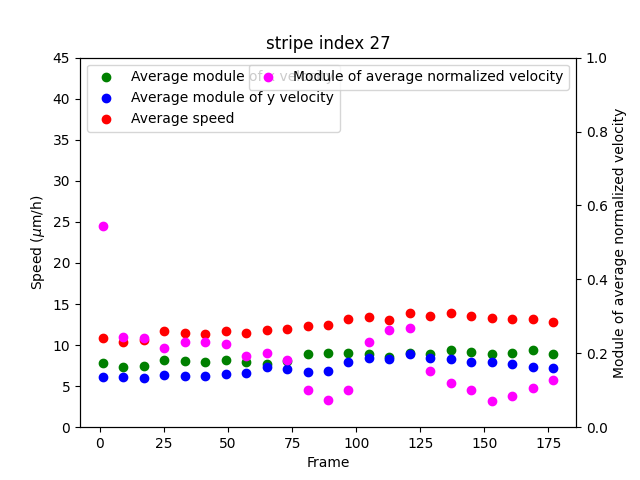 stripe index 27
Average module of x velocity
Average module of y velocity
Average speed
Module of average normalized velocity
45
40
35
30
25
20
15
10
5
0
Speed (μm/h)
1.0
0.8
0.6
0.4
0.2
0.0
Module of average normalized velocity
0 25 50 75 100 125 150 175
Frame